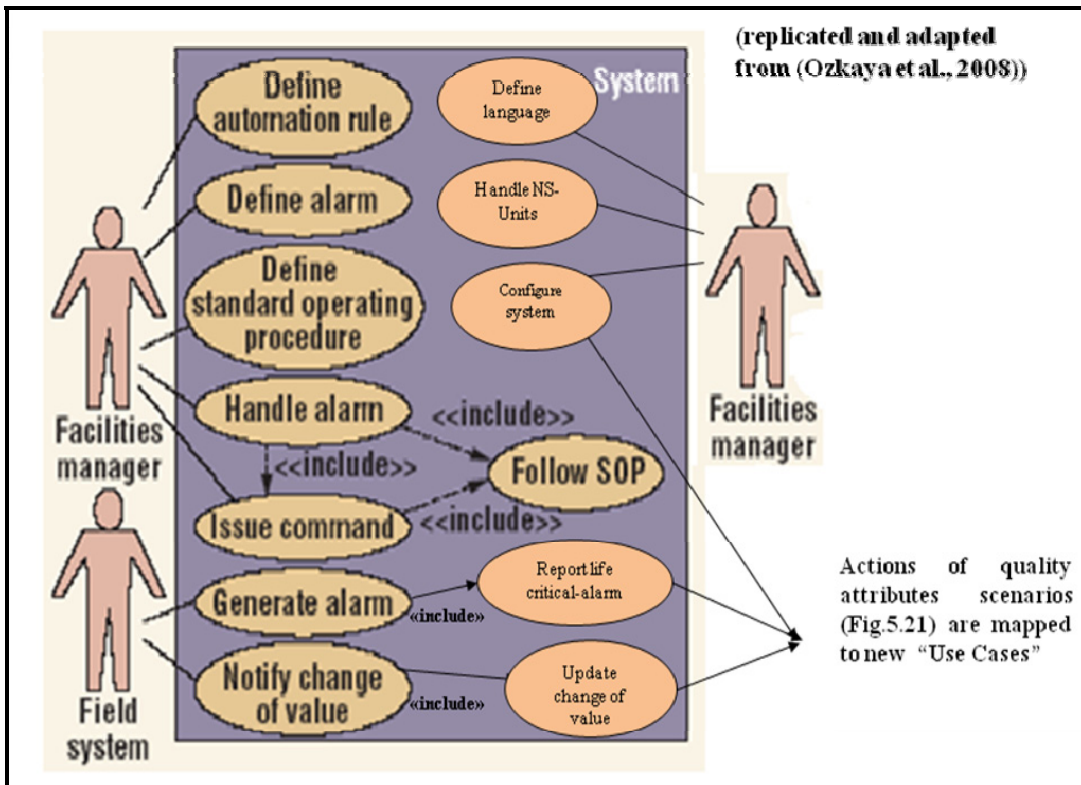 (replicated and adapted
from (Ozkaya et al., 2008))
System
Define
automation rule
Define
language
Define alarm
Handle NS-
Units
Define
standard operating
procedure
Configure
system
Handle alarm
<<include>>
Facilities
manager
Facilities
manager
<<include>>
Follow SOP
Issue command
<<include>>
Generate alarm
«include»
Report life
critical-alarm
Actions of quality
attributes scenarios
(Fig.5.21) are mapped
to new “Use Cases”
Notify change
of value
«include»
Update
change of
value
Field
system